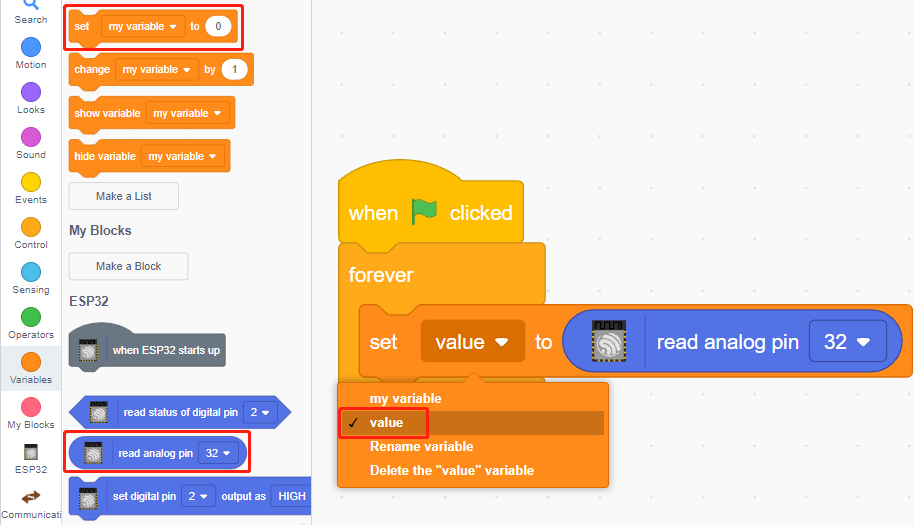 Search
Motion
Looks
Sound
Events
Control
Sensing
Operators
Variables
My Blocks
ESP32
Communicati
set my variable to 0
change my variable by 1
show variable my variable
hide variable my variable
Make a List
My Blocks
Make a Block
ESP32
when ESP32 starts up
read status of digital pin 2
read analog pin 32
set digital pin 2 output as HIGH
when clicked
forever
set value to read analog pin 32
my variable
✓ value
Rename variable
Delete the "value" variable